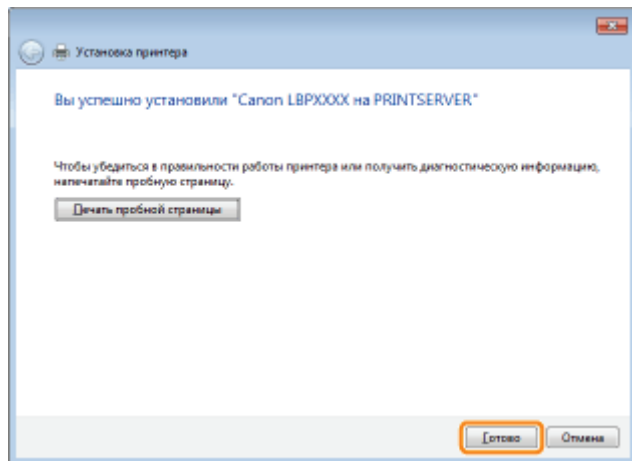 Установка принтера
Вы успешно установили "Canon LBPXXXX на PRINTSERVER"
Чтобы убедиться в правильности работы принтера или получить диагностическую информацию,
напечатайте пробную страницу.
Печать пробной страницы
Готово
Отмена